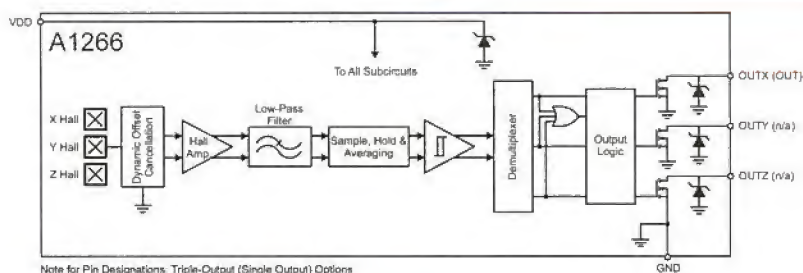 VDD
A1266
To All Subcircuits
OUTX (OUT)
X Hall
Y Hall
Z Hall
Dynamic Offset
Cancellation
Hall
Amp.
Low-Pass
Filter
Sample, Hold &
Averaging
Demultiplexer
Output
Logic
OUTY (n/a)
OUTZ (n/a)
GND
Note for Pin Designations, Triple-Output (Single Output) Options